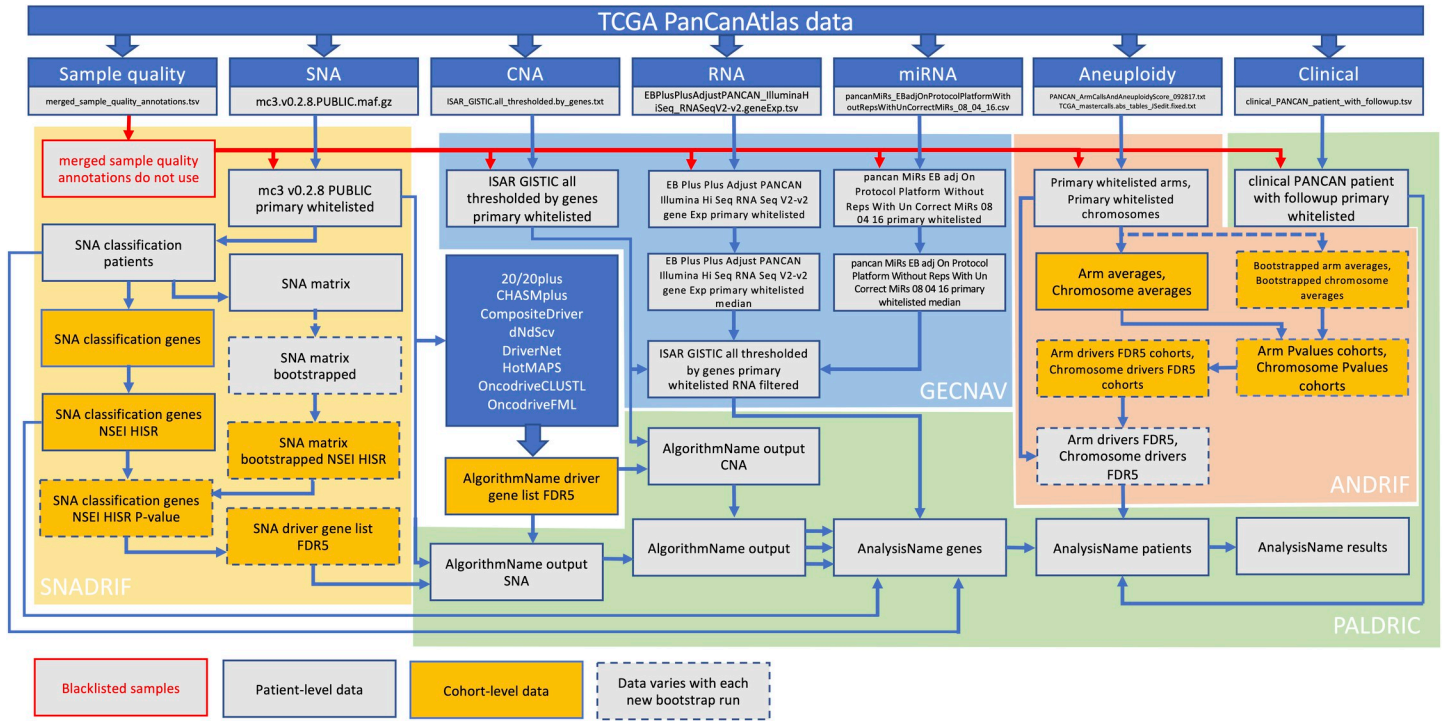 TCGA PanCanAtlas data
Sample quality
merged_sample_quality_annotations.tsv
SNA
mc3.v0.2.8.PUBLIC.maf.gz
CNA
ISAR_GISTIC.all_thresholded.by_genes.txt
RNA
EBPlusPlusAdjustPANCAN_IlluminaH
iSeq_RNASeqV2-v2.geneExp.tsv
miRNA
pancanMiRs_EBadjOnProtocolPlatformWith
outRepsWithUnCorrectMiRs_08_04_16.csv
Aneuploidy
PANCAN_ArmCallsAndAneuploidyScore_092817.txt
TCGA_mastercalls.abs_tables_JSedit.fixed.txt
Clinical
clinical_PANCAN_patient_with_followup.tsv
merged sample quality
annotations do not use
mc3 v0.2.8 PUBLIC
primary whitelisted
ISAR GISTIC all
thresholded by genes
primary whitelisted
EB Plus Plus Adjust PANCAN
Illumina Hi Seq RNA Seq V2-v2
gene Exp primary whitelisted
pancan MiRs EB adj On
Protocol Platform Without
Reps With Un Correct MiRs 08
04 16 primary whitelisted
Primary whitelisted arms,
Primary whitelisted
chromosomes
clinical PANCAN patient
with followup primary
whitelisted
SNA classification
patients
SNA matrix
20/20plus
CHASMplus
CompositeDriver
dNdScv
DriverNet
HotMAPS
OncodriveCLUSTL
OncodriveFML
EB Plus Plus Adjust PANCAN
Illumina Hi Seq RNA Seq V2-v2
gene Exp primary whitelisted
median
pancan MiRs EB adj On Protocol
Platform Without Reps With Un
Correct MiRs 08 04 16 primary
whitelisted median
Arm averages,
Chromosome averages
Bootstrapped arm averages,
Bootstrapped chromosome
averages
SNA classification genes
SNA matrix
bootstrapped
ISAR GISTIC all thresholded
by genes primary
whitelisted RNA filtered
Arm drivers FDR5 cohorts,
Chromosome drivers FDR5
cohorts
Arm Pvalues cohorts,
Chromosome Pvalues
cohorts
GECNAV
SNA classification genes
NSEI HISR
SNA matrix
bootstrapped NSEI HISR
AlgorithmName output
CNA
Arm drivers FDR5,
Chromosome drivers
FDR5
ANDRIF
SNA classification genes
NSEI HISR P-value
AlgorithmName driver
gene list FDR5
SNA driver gene list
FDR5
AlgorithmName output
SNA
AlgorithmName output
AnalysisName genes
AnalysisName patients
AnalysisName results
SNADRIF
PALDRIC
Blacklisted samples
Patient-level data
Cohort-level data
Data varies with each
new bootstrap run